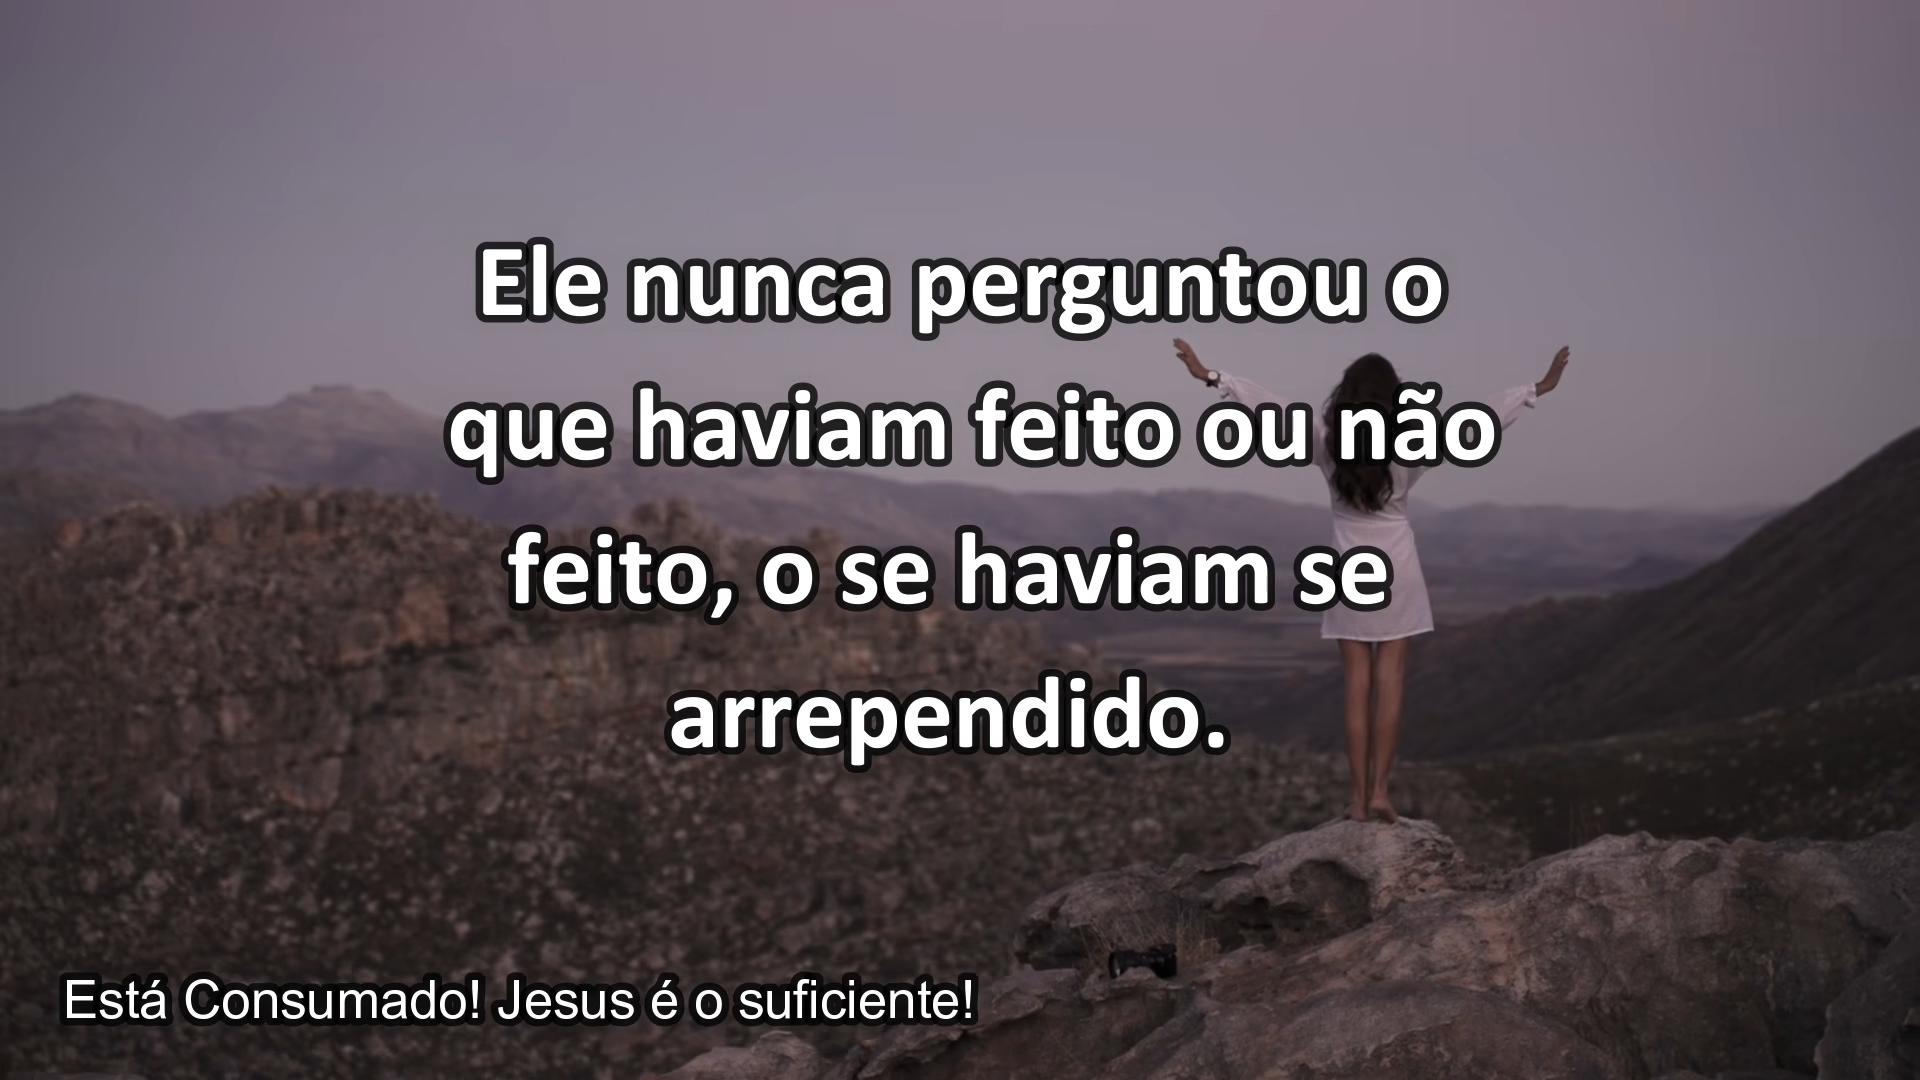 Ele nunca perguntou o
que haviam feito ou não
feito, o se haviam se
arrependido.
Está Consumado! Jesus é o suficiente!